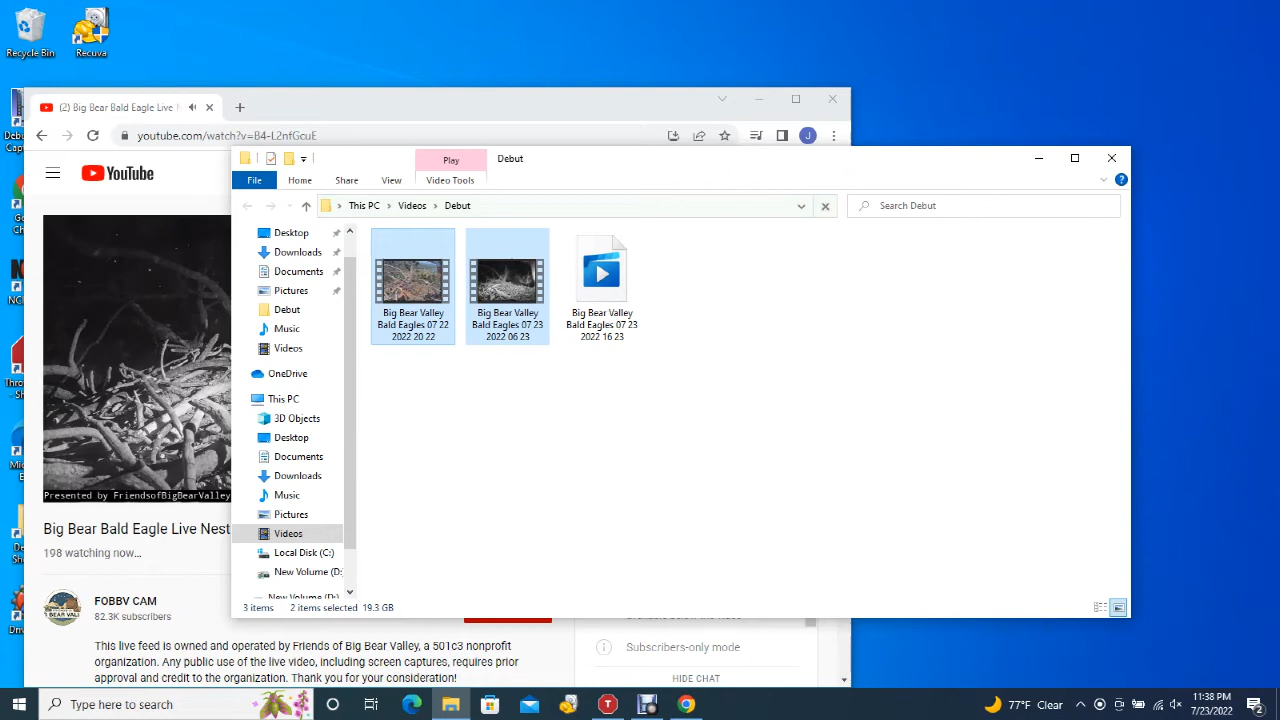 Recycle Bin
Recuva
(2) Big Bear Bald Eagle Live
youtube.com/watch?v=B4-L2nfGcuE
J
YouTube
Play
Debut
File
Home
Share
View
Video Tools
This PC
Videos
Debut
Search Debut
Desktop
Downloads
Documents
Pictures
Debut
Music
Videos
OneDrive
This PC
3D Objects
Desktop
Downloads
Documents
Music
Pictures
Videos
Local Disk (C:)
New Volume (D:
New Volume (D:)
Big Bear Valley
Bald Eagles 07 22
2022 20 22
Big Bear Valley
Bald Eagles 07 23
2022 06 23
Big Bear Valley
Bald Eagles 07 23
2022 16 23
3 items
2 items selected
19.3 GB
Presented by FriendsofBigBearValley
Big Bear Bald Eagle Live Nest
198 watching now...
FOBBV CAM
82.3K subscribers
This live feed is owned and operated by Friends of Big Bear Valley, a 501c3 nonprofit
organization. Any public use of the live video, including screen captures, requires prior
approval and credit to the organization. Thank you for your consideration!
Subscribers-only mode
HIDE CHAT
Type here to search
77°F Clear
11:38 PM
7/23/2022
2